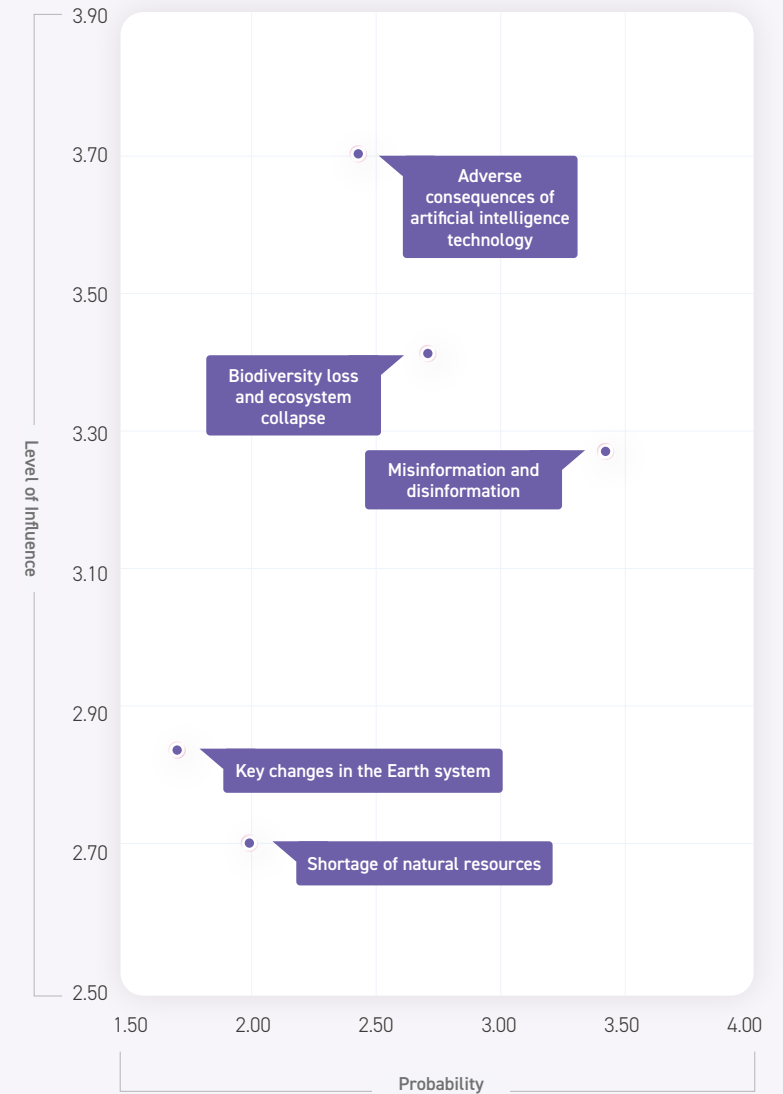 3.90
3.70
Adverse
consequences of
artificial intelligence
technology
3.50
Biodiversity loss
and ecosystem
collapse
3.30
Misinformation and
disinformation
Level of Influence
3.10
2.90
Key changes in the Earth system
2.70
Shortage of natural resources
2.50
1.50 2.00 2.50 3.00 3.50 4.00
Probability